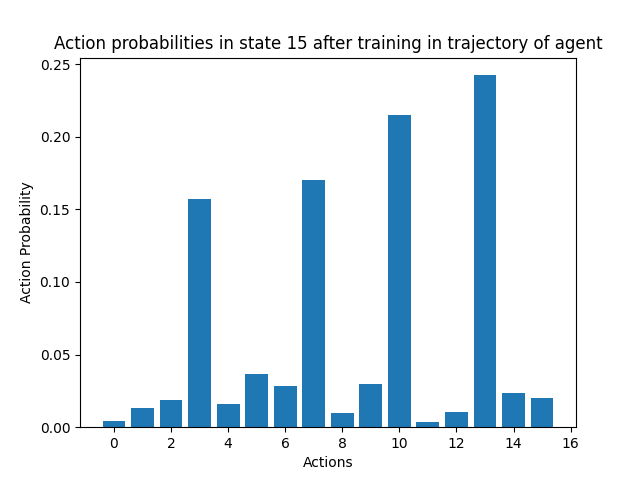 Action probabilities in state 15 after training in trajectory of agent
0.25
0.20
0.15
0.10
0.05
0.00
Action Probability
0 2 4 6 8 10 12 14 16
Actions